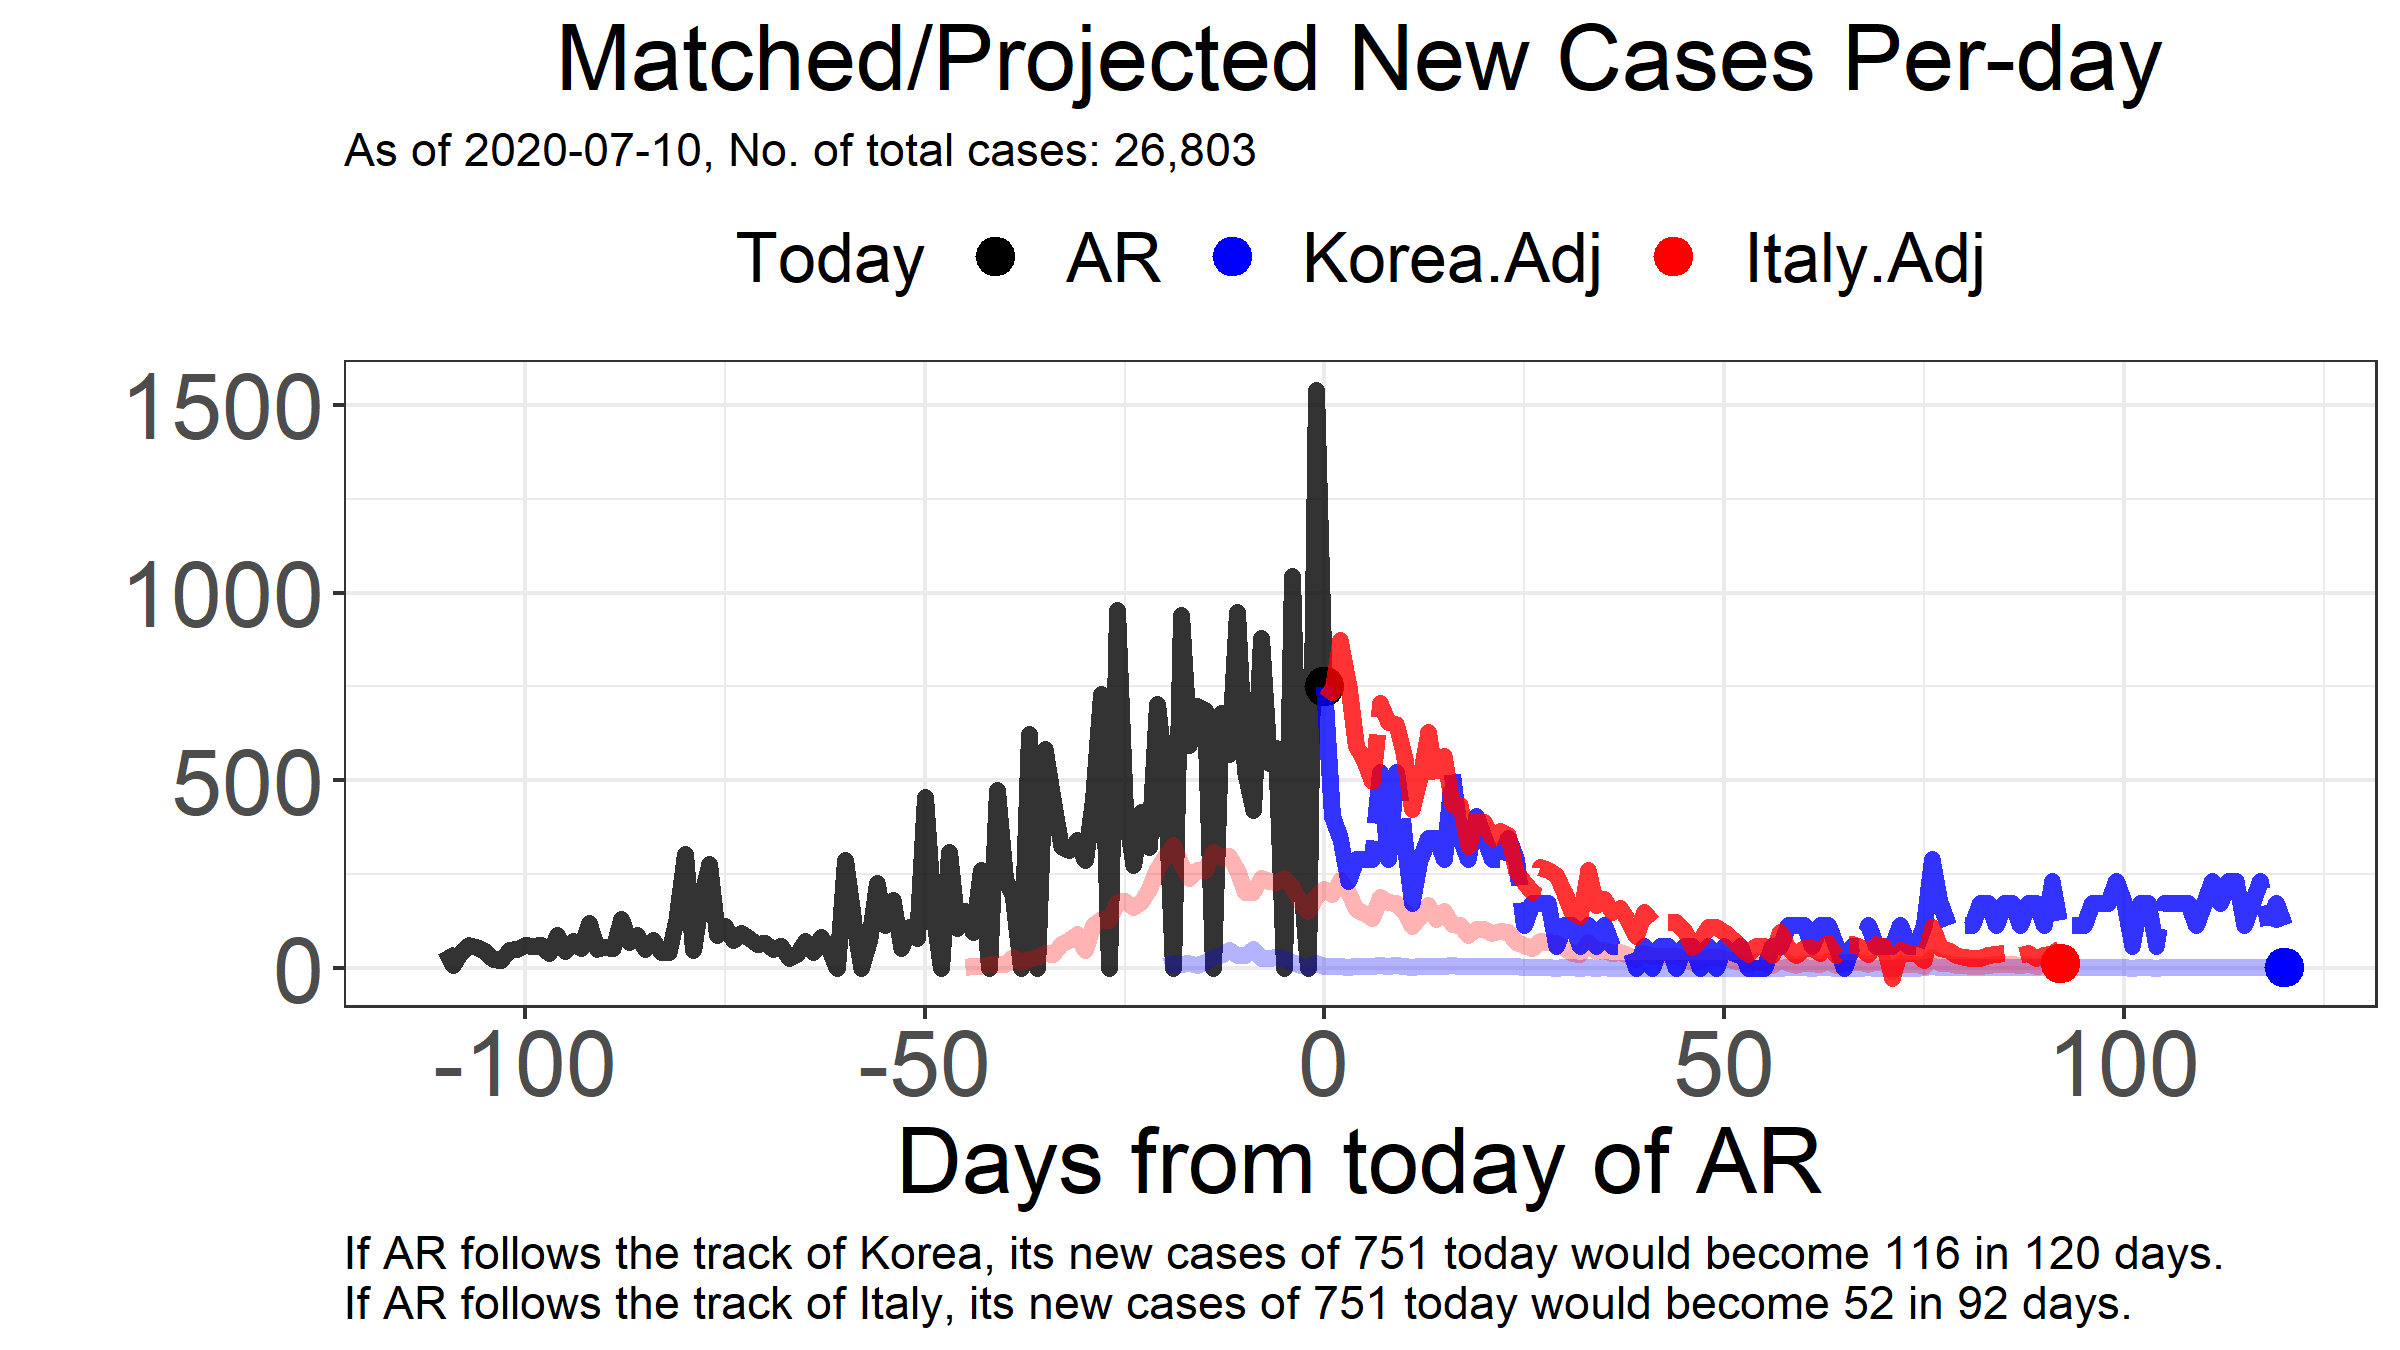 Matched/Projected New Cases Per-day
As of 2020-07-10, No. of total cases: 26,803
Today AR Korea.Adj Italy.Adj
1500
1000
500
0
-100 -50 0 50 100
Days from today of AR
If AR follows the track of Korea, its new cases of 751 today would become 116 in 120 days.
If AR follows the track of Italy, its new cases of 751 today would become 52 in 92 days.